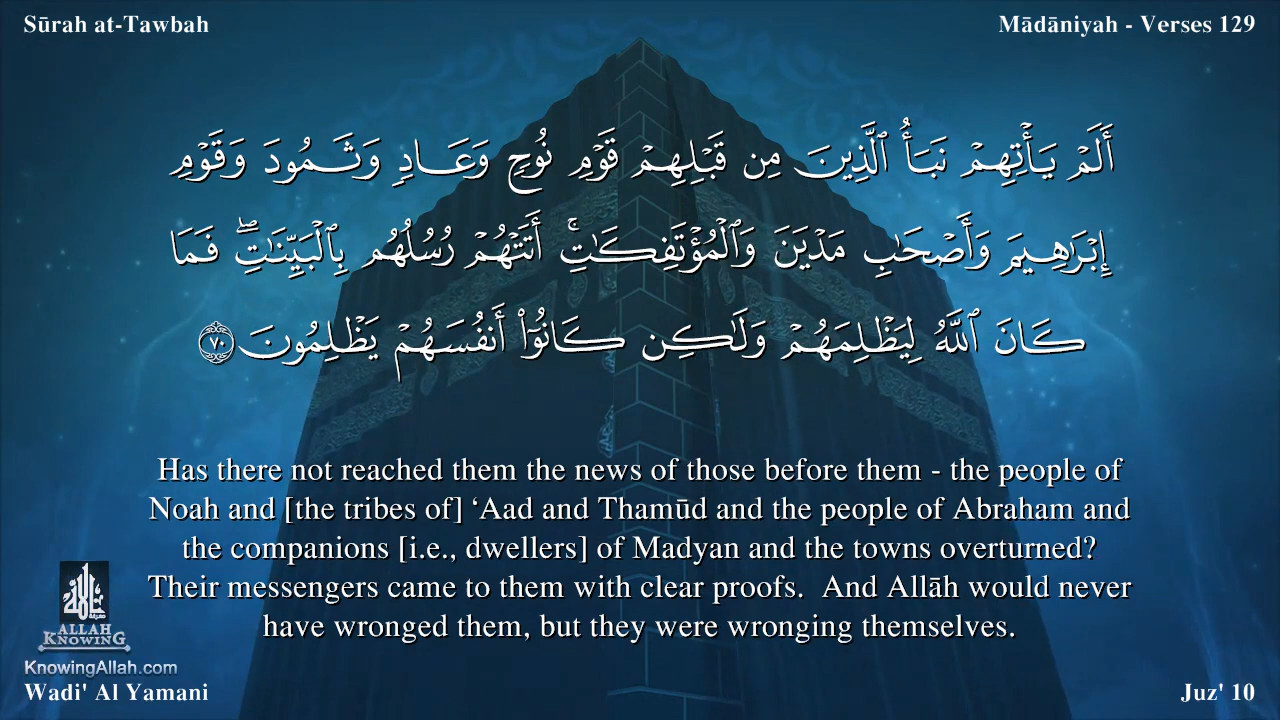 Sūrah at-Tawbah
Mādāniyah - Verses 129
أَلَمْ يَأْتِهِمْ نَبَأُ ٱلَّذِينَ مِن قَبْلِهِمْ قَوْمِ نُوحٍ وَعَادٍ وَثَمُودَ وَقَوْمِ
إِبْرَٰهِيمَ وَأَصْحَٰبِ مَدْيَنَ وَٱلْمُؤْتَفِكَٰتِ ۚ أَتَتْهُمْ رُسُلُهُم بِٱلْبَيِّنَٰتِ ۖ فَمَا
كَانَ ٱللَّهُ لِيَظْلِمَهُمْ وَلَٰكِن كَانُوٓا۟ أَنفُسَهُمْ يَظْلِمُونَ ٧٠
Has there not reached them the news of those before them - the people of
Noah and [the tribes of] ‘Aad and Thamūd and the people of Abraham and
the companions [i.e., dwellers] of Madyan and the towns overturned?
Their messengers came to them with clear proofs. And Allāh would never
have wronged them, but they were wronging themselves.
ALLAH
KNOWING
KnowingAllah.com
Wadi' Al Yamani
Juz' 10